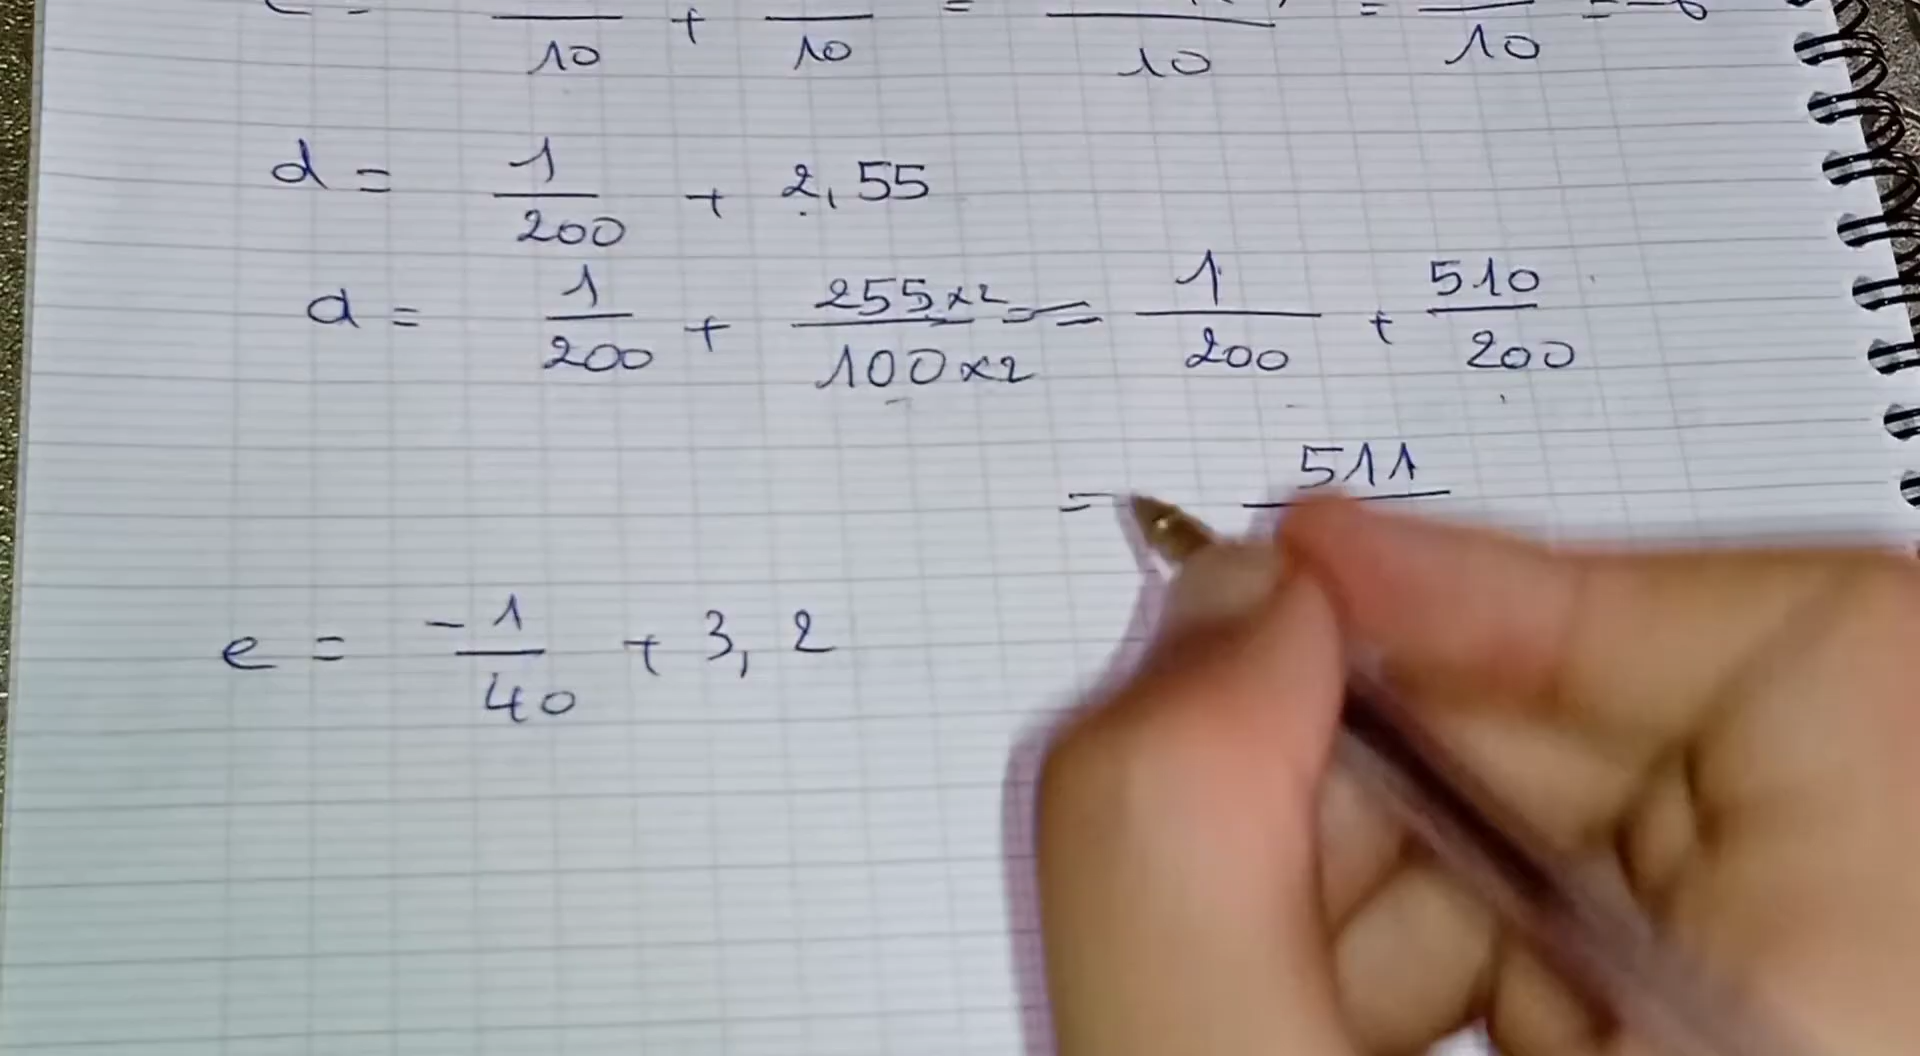 10 + 10 = 10 = 10 =
d = 1/200 + 2,55
d = 1/200 + 255×2/100×2 = = 1/200 + 510/200
= 511
e = -1/40 + 3,2